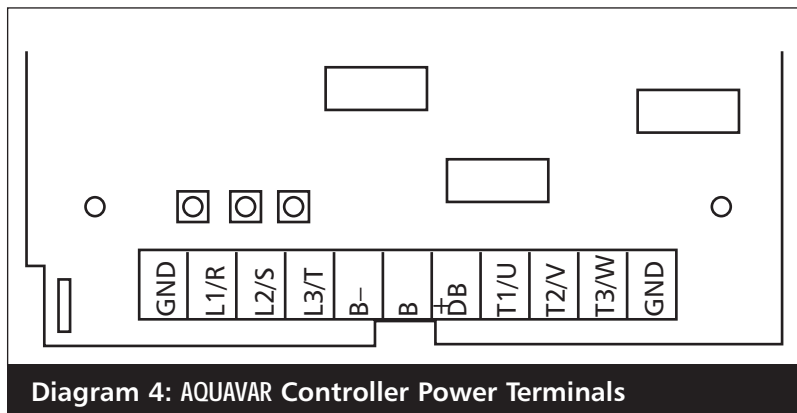 GND L1/R L2/S L3/T B− B +DB T1/U T2/V T3/W GND
Diagram 4: AQUAVAR Controller Power Terminals